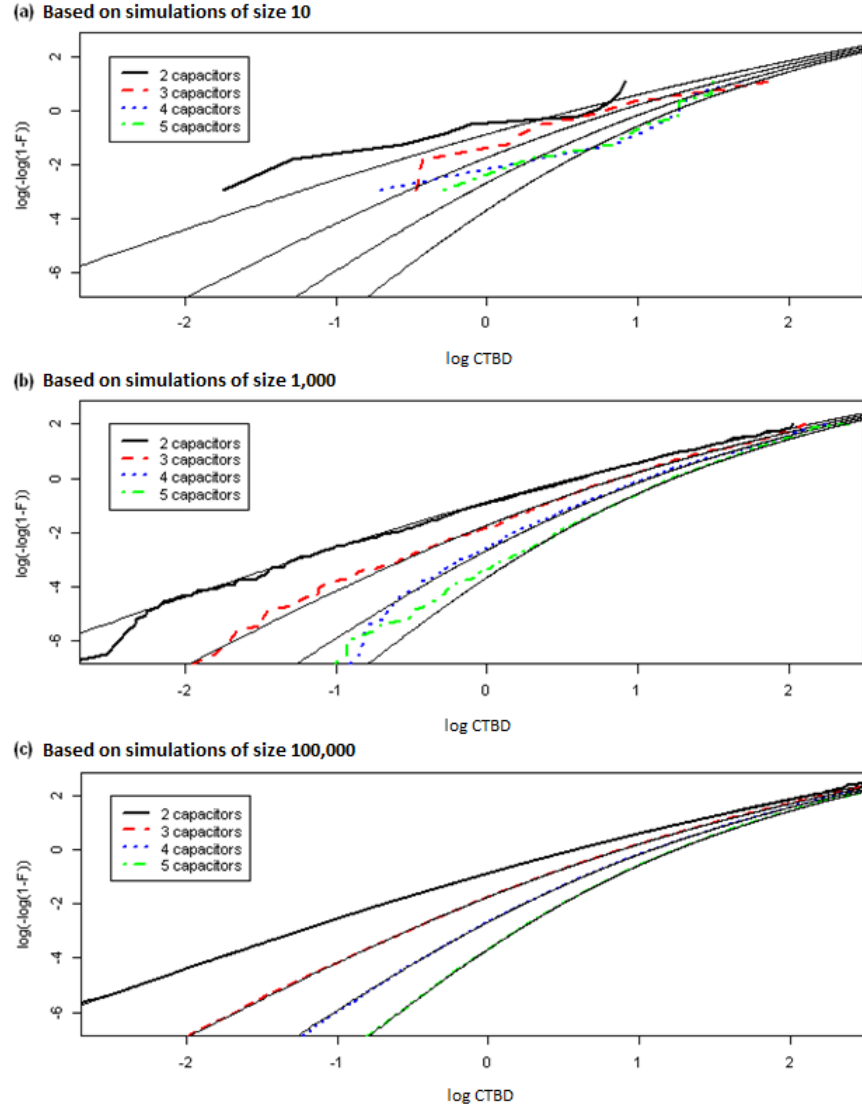 (a) Based on simulations of size 10
2 capacitors
3 capacitors
4 capacitors
5 capacitors
log(-log(1-F))
2
0
-2
-4
-6
-2
-1
0
1
2
log CTBD
(b) Based on simulations of size 1,000
2 capacitors
3 capacitors
4 capacitors
5 capacitors
log(-log(1-F))
2
0
-2
-4
-6
-2
-1
0
1
2
log CTBD
(c) Based on simulations of size 100,000
2 capacitors
3 capacitors
4 capacitors
5 capacitors
log(-log(1-F))
2
0
-2
-4
-6
-2
-1
0
1
2
log CTBD